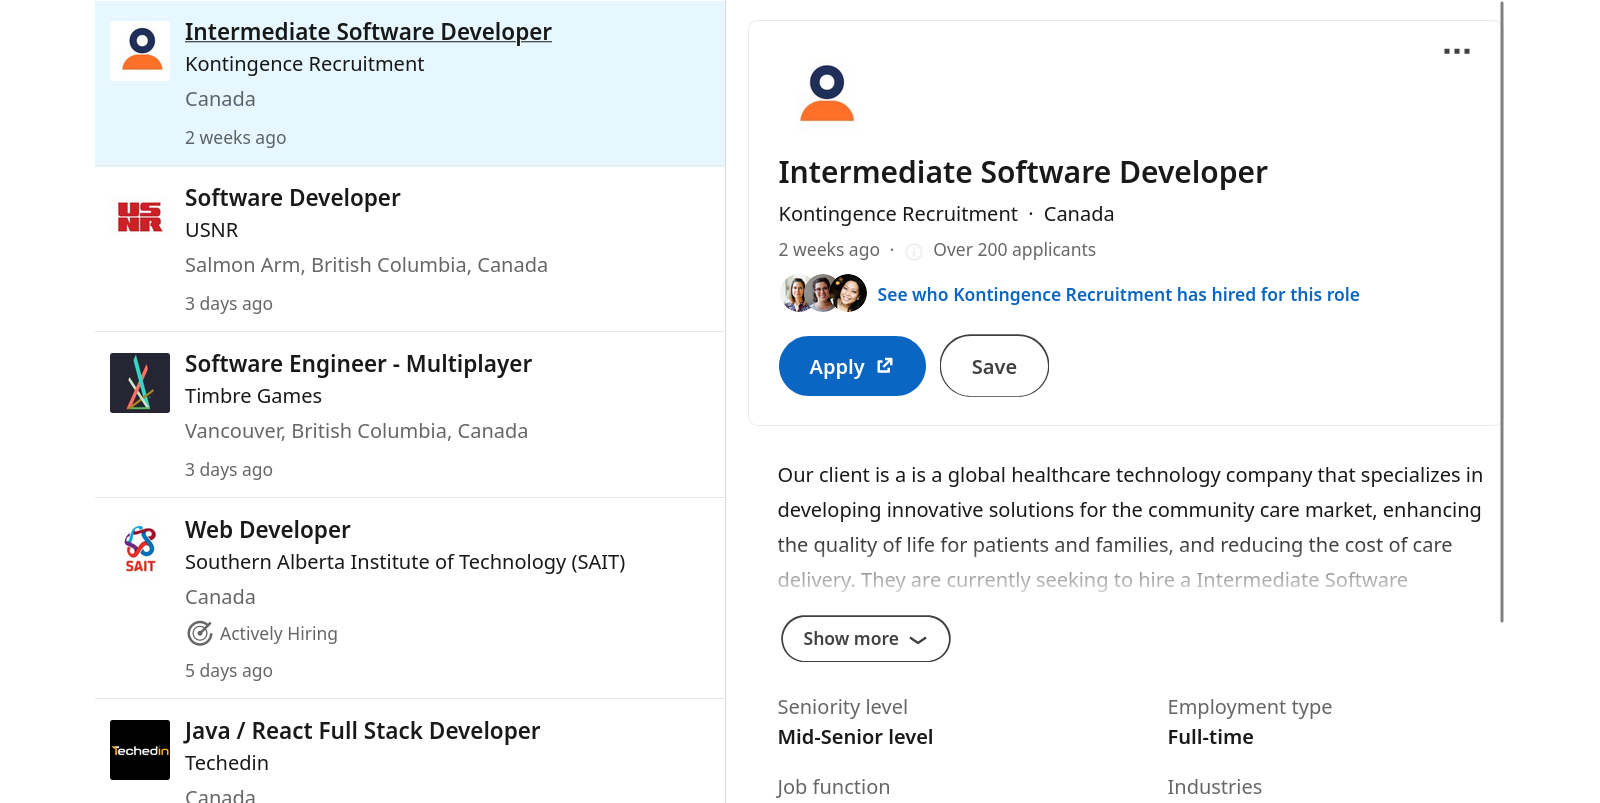 Intermediate Software Developer
Kontingence Recruitment
Canada
2 weeks ago
USNR
Software Developer
USNR
Salmon Arm, British Columbia, Canada
3 days ago
Software Engineer - Multiplayer
Timbre Games
Vancouver, British Columbia, Canada
3 days ago
SAIT
Web Developer
Southern Alberta Institute of Technology (SAIT)
Canada
Actively Hiring
5 days ago
Techedin
Java / React Full Stack Developer
Techedin
Canada
Intermediate Software Developer
Kontingence Recruitment · Canada
2 weeks ago · Over 200 applicants
See who Kontingence Recruitment has hired for this role
Apply
Save
Our client is a is a global healthcare technology company that specializes in
developing innovative solutions for the community care market, enhancing
the quality of life for patients and families, and reducing the cost of care
delivery. They are currently seeking to hire a Intermediate Software
Show more
Seniority level
Mid-Senior level
Employment type
Full-time
Job function
Industries